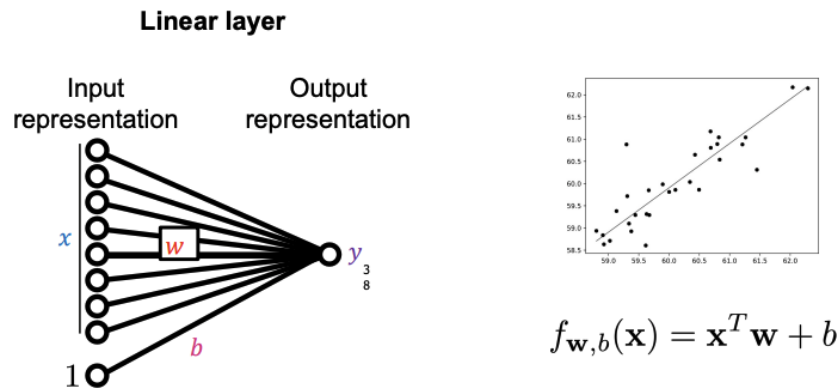 Linear layer
Input
representation
Output
representation
x
w
y
3
8
1
b
62.0
61.5
61.0
60.5
60.0
59.5
59.0
58.5
59.0 59.5 60.0 60.5 61.0 61.5 62.0
f_{w,b}(x) = x^T w + b